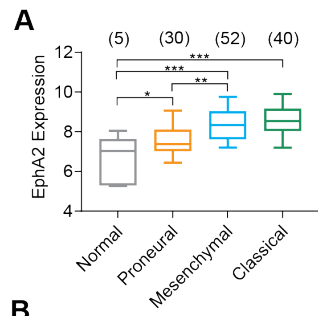 A
(5) (30) (52) (40)
12
***
***
**
*
10
8
6
4
EphA2 Expression
Normal
Proneural
Mesenchymal
Classical
B